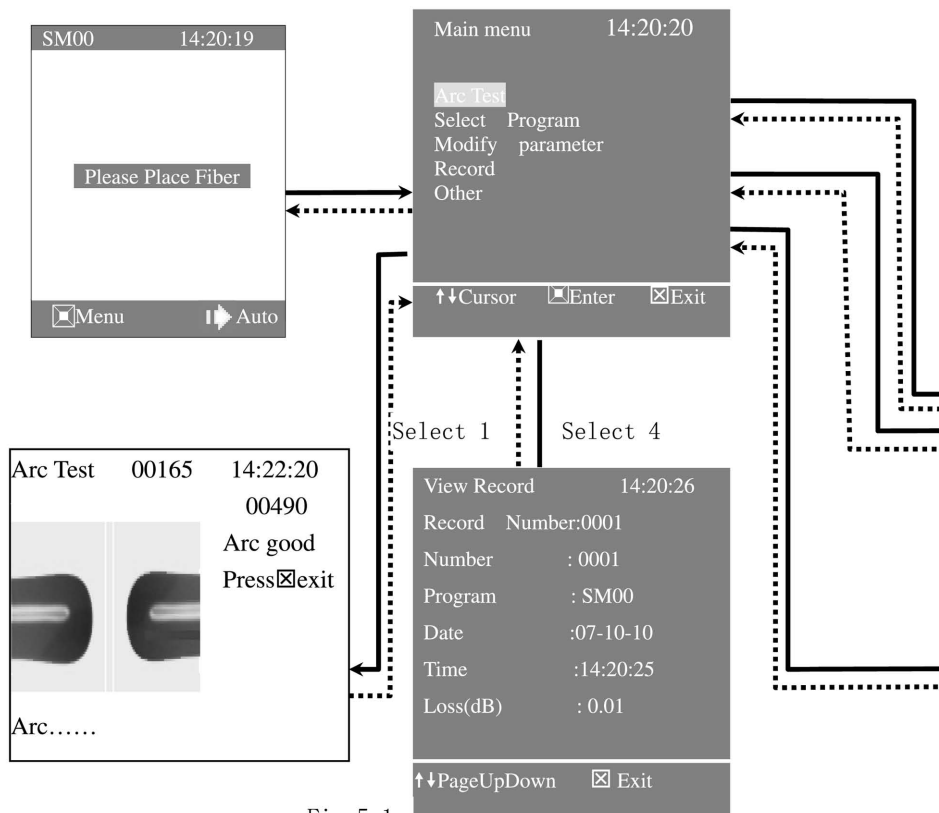 SM00 14:20:19
Please Place Fiber
Menu Auto
Main menu 14:20:20
Arc Test
Select Program
Modify parameter
Record
Other
↑↓Cursor Enter Exit
Select 1 Select 4
Arc Test 00165 14:22:20
00490
Arc good
Press☒exit
Arc……
View Record 14:20:26
Record Number:0001
Number : 0001
Program : SM00
Date :07-10-10
Time :14:20:25
Loss(dB) : 0.01
↑↓PageUpDown ☒ Exit